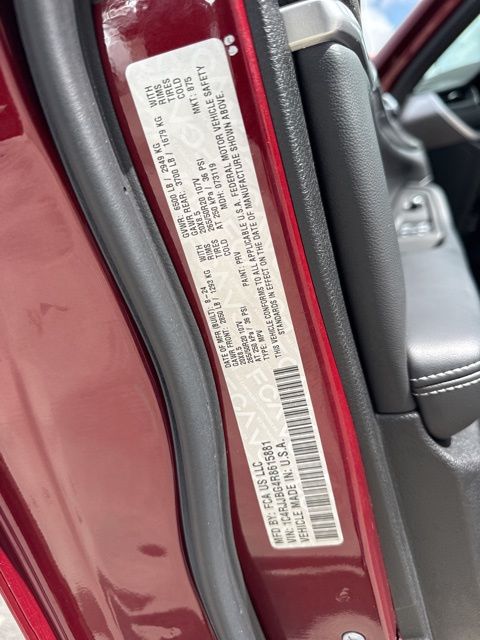 MFD BY: FCA US LLC
DATE OF MFR (BUILT): 8-24 GVWR: 6500 LB / 2949 KG
GAWR FRONT: 2850 LB / 1293 KG WITH GAWR REAR: 3700 LB / 1679 KG WITH
20X8.5 RIMS 20X8.5 RIMS
265/50R20 107V TIRES 265/50R20 107V TIRES
AT 250 kPa / 36 PSI COLD AT 250 kPa / 36 PSI COLD
THIS VEHICLE CONFORMS TO ALL APPLICABLE U.S.A. FEDERAL MOTOR VEHICLE SAFETY
STANDARDS IN EFFECT ON THE DATE OF MANUFACTURE SHOWN ABOVE.
VIN: 1C4RJJBG4R8615881
TYPE: MPV PAINT: PRV MDH: 073119 MKT: 875
VEHICLE MADE IN: U.S.A.